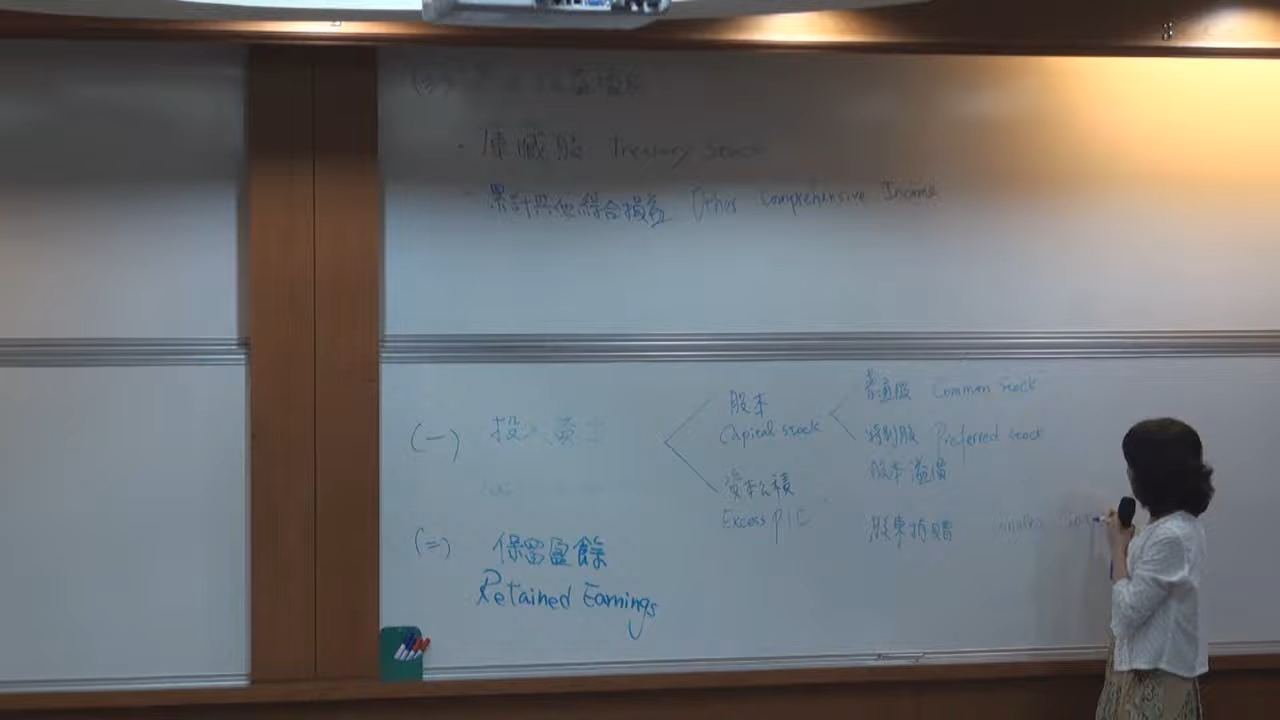 庫藏股 Treasury Stock
累計其他綜合損益 Other Comprehensive Income
(一) 投入資本
股本
Capital stock
普通股 Common stock
特別股 Preferred stock
資本公積
Excess PIC
股本溢價
股東捐贈
(二) 保留盈餘
Retained Earnings